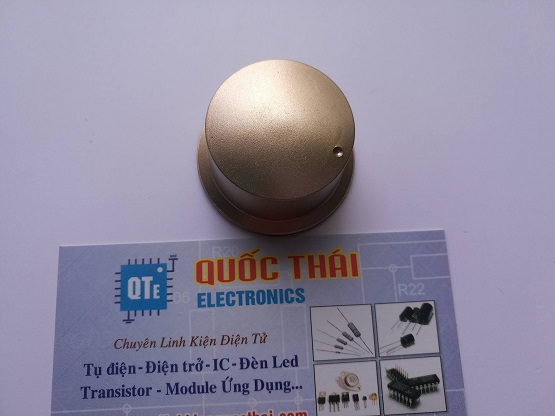 QUỐC THÁI
QTE
ELECTRONICS
R22
Chuyên Linh Kiện Điện Tử
Tụ điện - Điện trở - IC - Đèn Led
Transistor - Module Ứng Dụng...